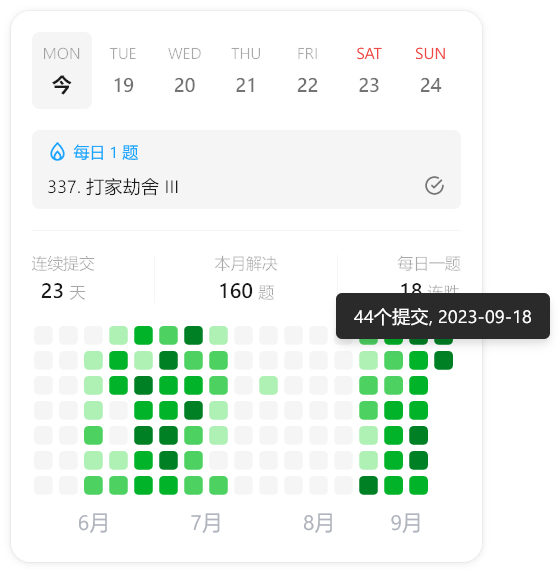 MON TUE WED THU FRI SAT SUN
今 19 20 21 22 23 24
每日 1 题
337. 打家劫舍 III
连续提交 本月解决 每日一题
23 天 160 题 18 连胜
44个提交, 2023-09-18
6月 7月 8月 9月